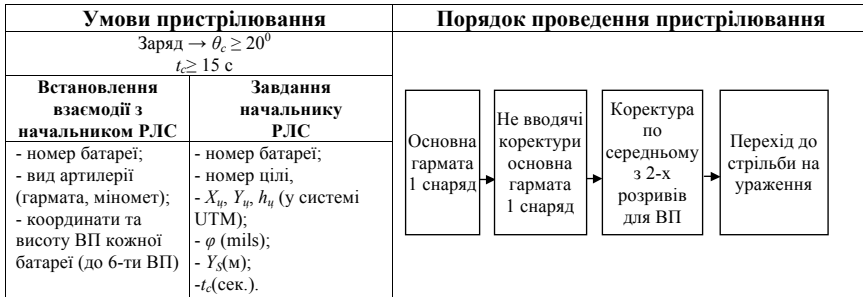 Умови пристрілювання
Порядок проведення пристрілювання
Заряд → θc ≥ 20⁰
tc≥ 15 с
Встановлення
взаємодії з
начальником РЛС
Завдання
начальнику
РЛС
- номер батареї;
- вид артилерії
(гармата, міномет);
- координати та
висоту ВП кожної
батареї (до 6-ти ВП)
- номер батареї;
- номер цілі,
- Xц, Yц, hц (у системі
UTM);
- φ (mils);
- YS(м);
-tc(сек.).
Основна
гармата
1 снаряд
Не вводячі
коректури
основна
гармата
1 снаряд
Коректура
по
середньому
з 2-х
розривів
для ВП
Перехід до
стрільби на
ураження